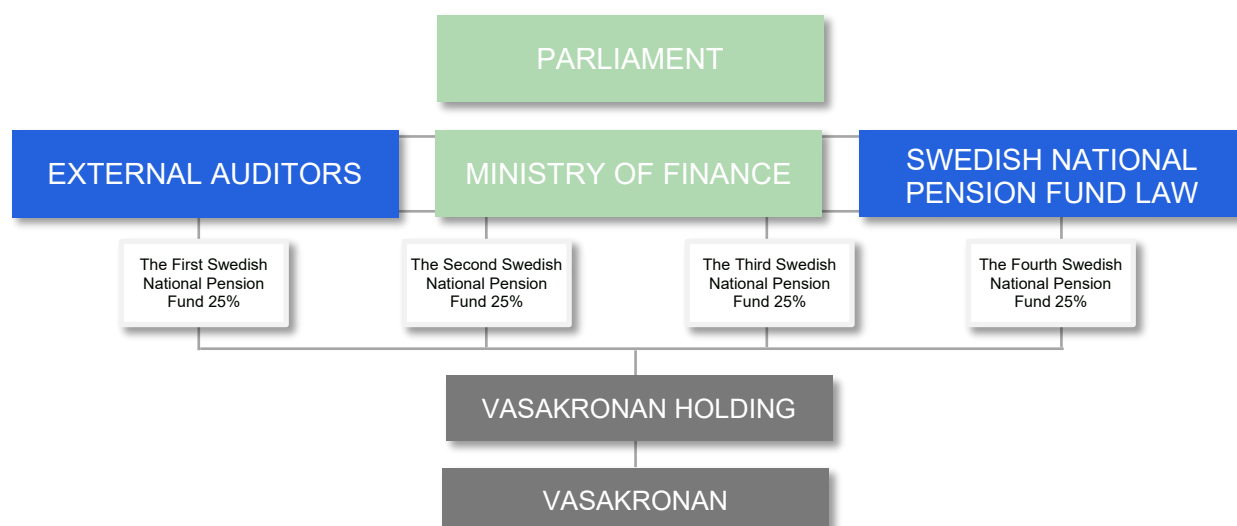 PARLIAMENT
EXTERNAL AUDITORS
MINISTRY OF FINANCE
SWEDISH NATIONAL
PENSION FUND LAW
The First Swedish
National Pension
Fund 25%
The Second Swedish
National Pension
Fund 25%
The Third Swedish
National Pension
Fund 25%
The Fourth Swedish
National Pension
Fund 25%
VASAKRONAN HOLDING
VASAKRONAN